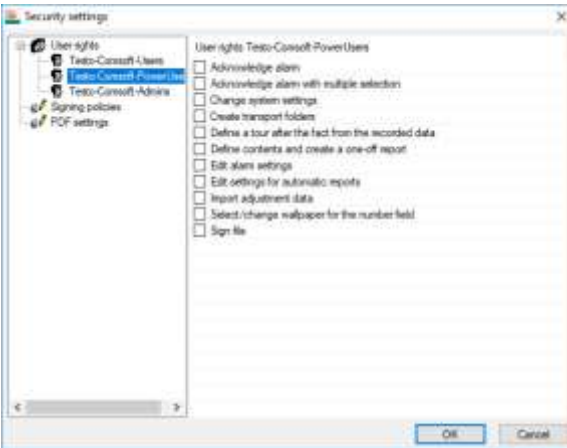 Security settings
User rights
Testo-Comsoft-Users
Testo-Comsoft-PowerUse
Testo-Comsoft-Admins
Signing policies
PDF settings
User rights Testo-Comsoft-PowerUsers
Acknowledge alarm
Acknowledge alarm with multiple selection
Change system settings
Create transport folders
Define a tour after the fact from the recorded data
Define contents and create a one-off report
Edit alarm settings
Edit settings for automatic reports
Import adjustment data
Select/change wallpaper for the number field
Sign file
OK
Cancel